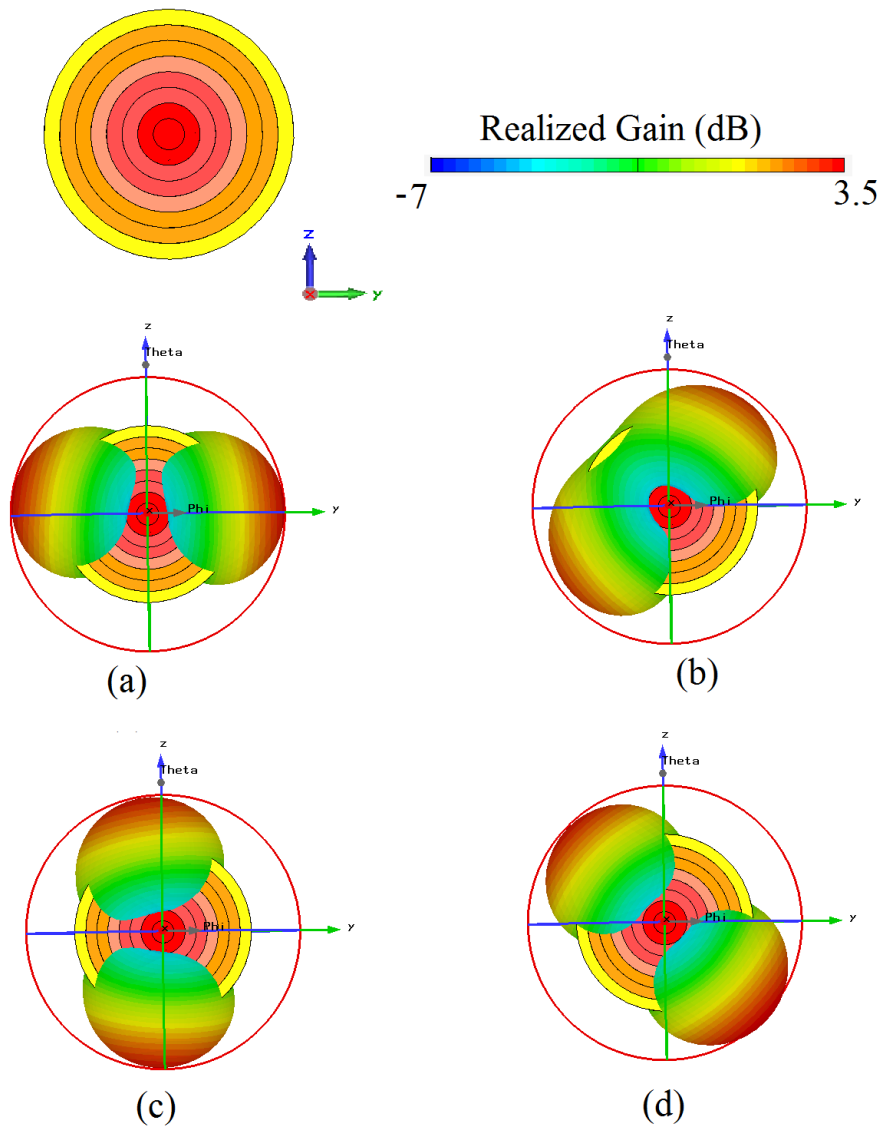 Realized Gain (dB)
-7
3.5
z
y
z
Theta
Phi
y
(a)
z
Theta
Phi
y
(b)
z
Theta
Phi
y
(c)
z
Theta
Phi
y
(d)